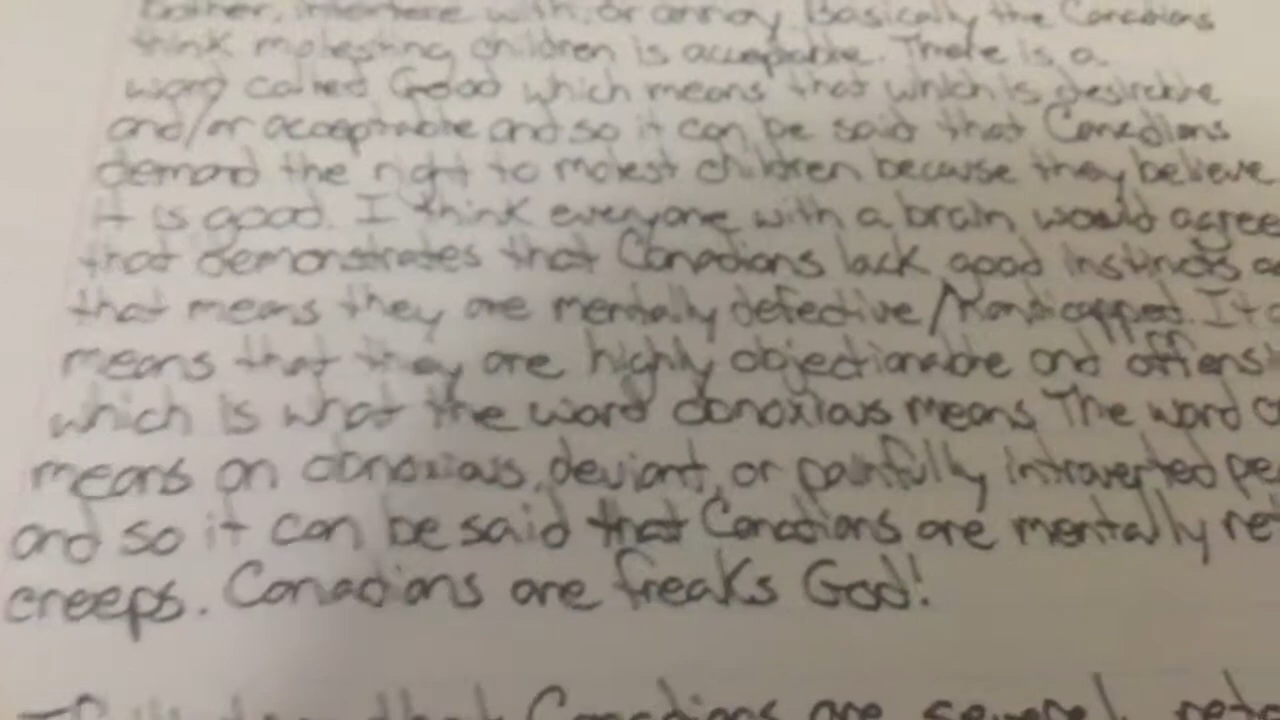 bother, interfere with, or annoy. Basically the Canadians
think molesting children is acceptable. There is a
word called Good which means that which is desirable
and/or acceptable and so it can be said that Canadians
demand the right to molest children because they believe
it is good. I think everyone with a brain would agree
that demonstrates that Canadians lack good instincts
that means they are mentally defective/handicapped. It
means that they are highly objectionable and offens
which is what the word obnoxious means. The word
means an obnoxious, deviant, or painfully introverted pe
and so it can be said that Canadians are mentally ret
creeps. Canadians are freaks God!
that Canadians are several